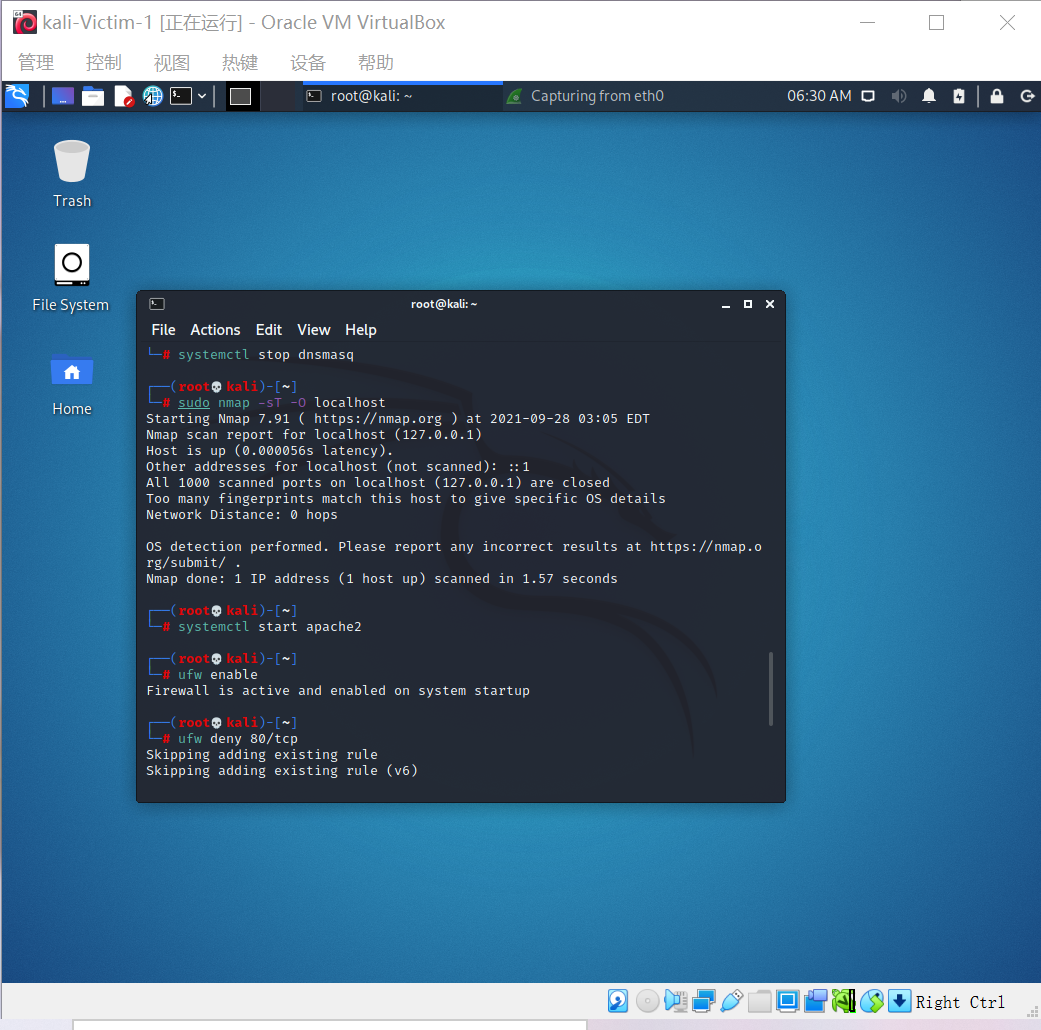 kali-Victim-1 [正在运行] - Oracle VM VirtualBox
管理 控制 视图 热键 设备 帮助
root@kali: ~ Capturing from eth0 06:30 AM
Trash
File System
Home
root@kali: ~
File Actions Edit View Help
└─# systemctl stop dnsmasq
┌──(root💀kali)-[~]
└─# sudo nmap -sT -O localhost
Starting Nmap 7.91 ( https://nmap.org ) at 2021-09-28 03:05 EDT
Nmap scan report for localhost (127.0.0.1)
Host is up (0.000056s latency).
Other addresses for localhost (not scanned): ::1
All 1000 scanned ports on localhost (127.0.0.1) are closed
Too many fingerprints match this host to give specific OS details
Network Distance: 0 hops
OS detection performed. Please report any incorrect results at https://nmap.o
rg/submit/ .
Nmap done: 1 IP address (1 host up) scanned in 1.57 seconds
┌──(root💀kali)-[~]
└─# systemctl start apache2
┌──(root💀kali)-[~]
└─# ufw enable
Firewall is active and enabled on system startup
┌──(root💀kali)-[~]
└─# ufw deny 80/tcp
Skipping adding existing rule
Skipping adding existing rule (v6)
Right Ctrl